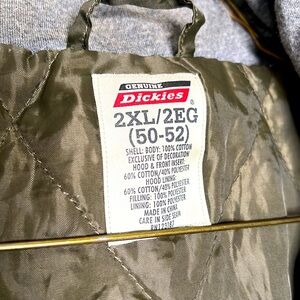 GENUINE
Dickies
2XL/2EG
(50-52)
SHELL: BODY: 100% COTTON
EXCLUSIVE OF DECORATION
HOOD & FRONT INSERT:
60% COTTON/40% POLYESTER
HOOD LINING:
60% COTTON/40% POLYESTER
FILLING: 100% POLYESTER
LINING: 100% POLYESTER
MADE IN CHINA
CARE IN SIDE SEAM